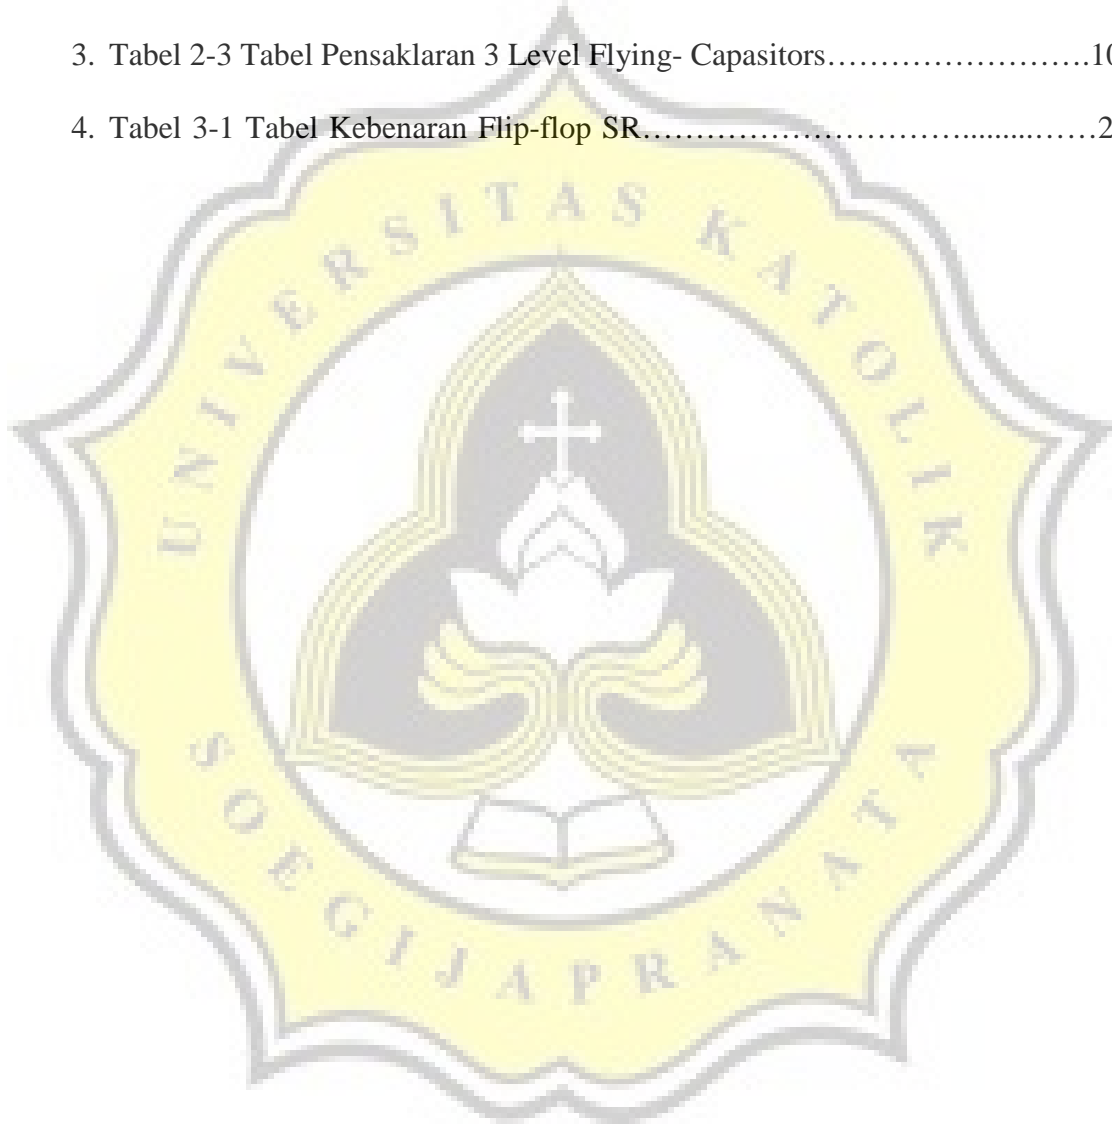 3. Tabel 2-3 Tabel Pensaklaran 3 Level Flying- Capasitors…………………….10
4. Tabel 3-1 Tabel Kebenaran Flip-flop SR………………………….........……2
UNIVERSITAS KATOLIK
SOEGIJAPRANATA